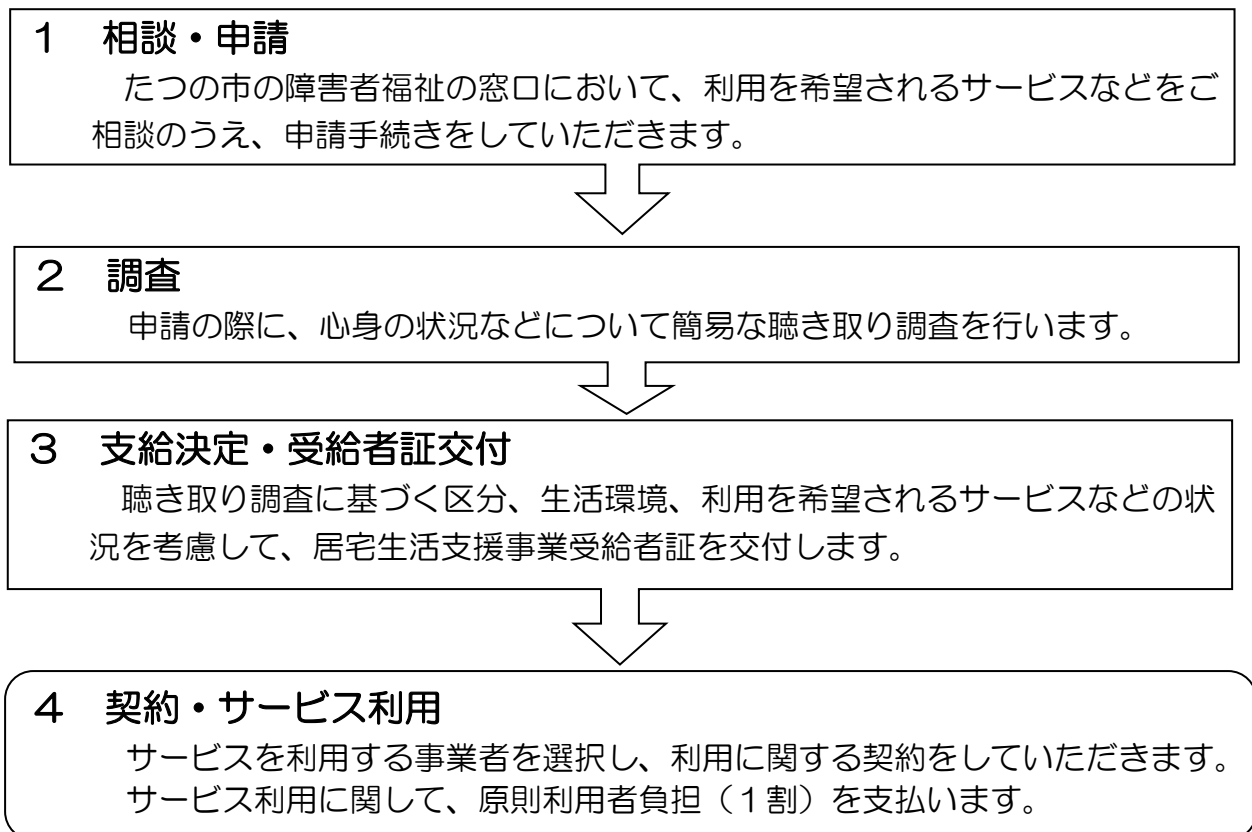 １　相談・申請
たつの市の障害者福祉の窓口において、利用を希望されるサービスなどをご
相談のうえ、申請手続きをしていただきます。
２　調査
申請の際に、心身の状況などについて簡易な聴き取り調査を行います。
３　支給決定・受給者証交付
聴き取り調査に基づく区分、生活環境、利用を希望されるサービスなどの状
況を考慮して、居宅生活支援事業受給者証を交付します。
４　契約・サービス利用
サービスを利用する事業者を選択し、利用に関する契約をしていただきます。
サービス利用に関して、原則利用者負担（１割）を支払います。